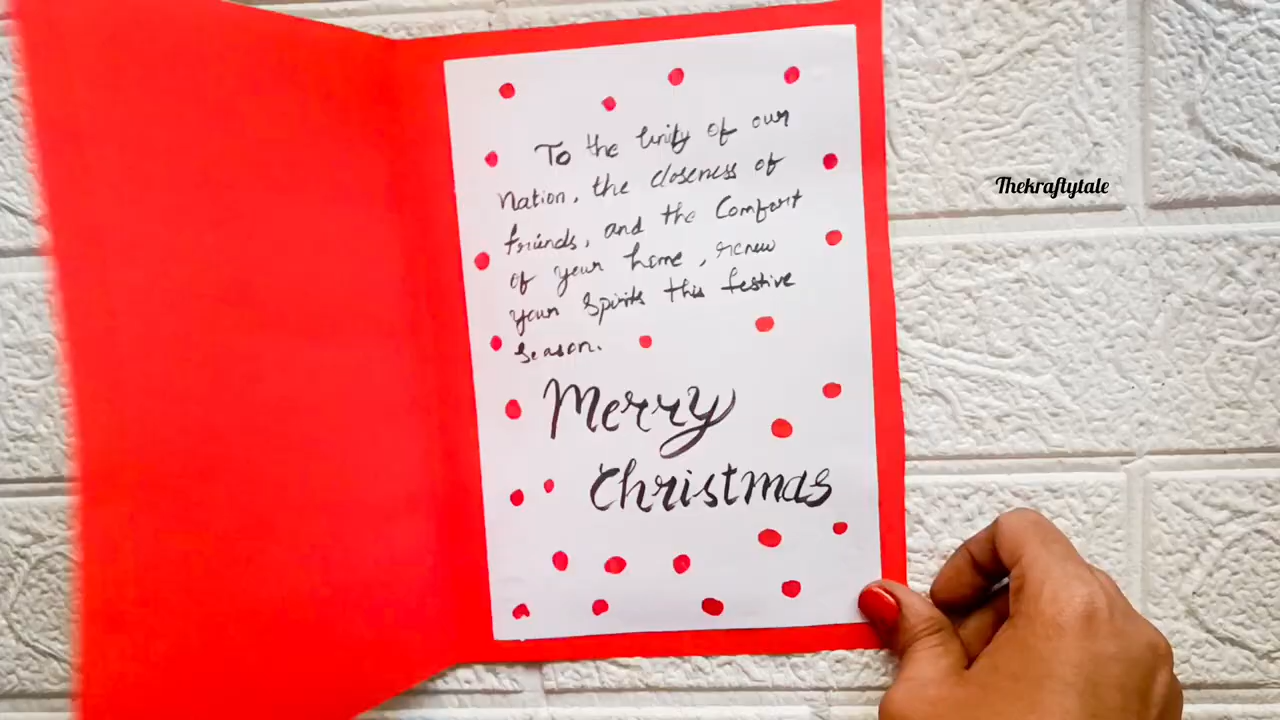 To the Unity of our
Nation, the closeness of
friends, and the Comfort
of your home, renew
your Spirits this festive
season.
Merry
Christmas
Thekraftytale